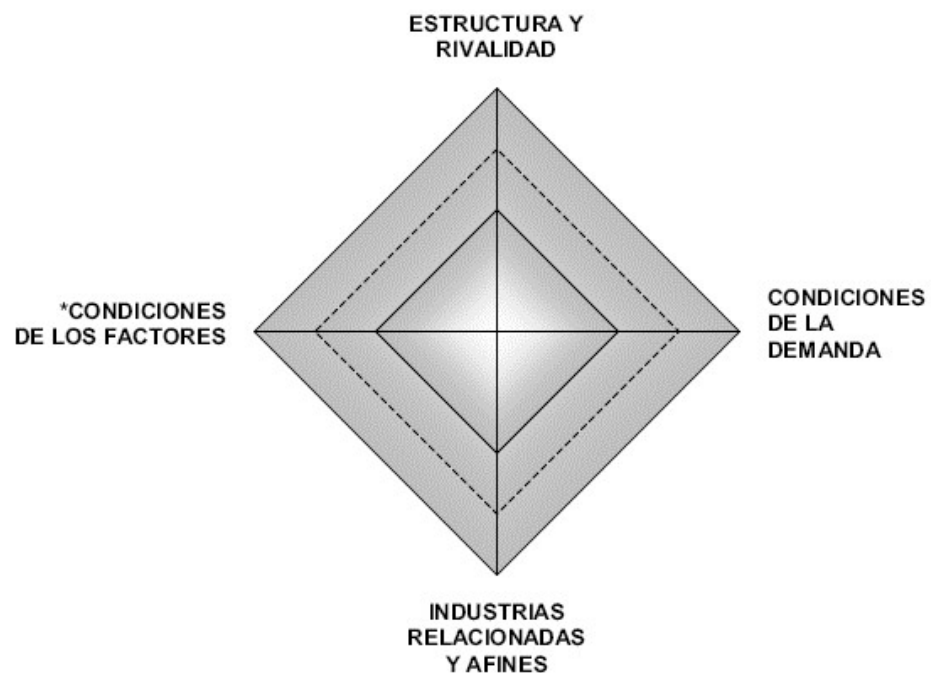 ESTRUCTURA Y
RIVALIDAD
*CONDICIONES
DE LOS FACTORES
CONDICIONES
DE LA
DEMANDA
INDUSTRIAS
RELACIONADAS
Y AFINES